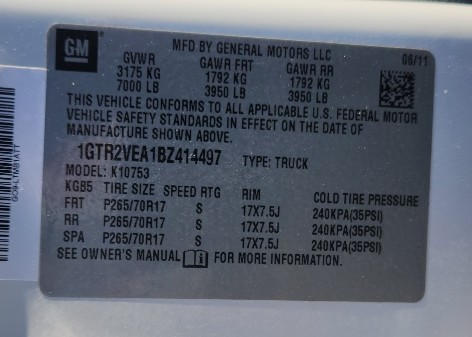 GM
MFD BY GENERAL MOTORS LLC
GVWR GAWR FRT GAWR RR 06/11
3175 KG 1792 KG 1792 KG
7000 LB 3950 LB 3950 LB
THIS VEHICLE CONFORMS TO ALL APPLICABLE U.S. FEDERAL MOTOR
VEHICLE SAFETY STANDARDS IN EFFECT ON THE DATE OF
MANUFACTURE SHOWN ABOVE.
1GTR2VEA1BZ414497 TYPE: TRUCK
MODEL: K10753
KGB5 TIRE SIZE SPEED RTG RIM COLD TIRE PRESSURE
FRT P265/70R17 S 17X7.5J 240KPA(35PSI)
RR P265/70R17 S 17X7.5J 240KPA(35PSI)
SPA P265/70R17 S 17X7.5J 240KPA(35PSI)
SEE OWNER'S MANUAL FOR MORE INFORMATION.